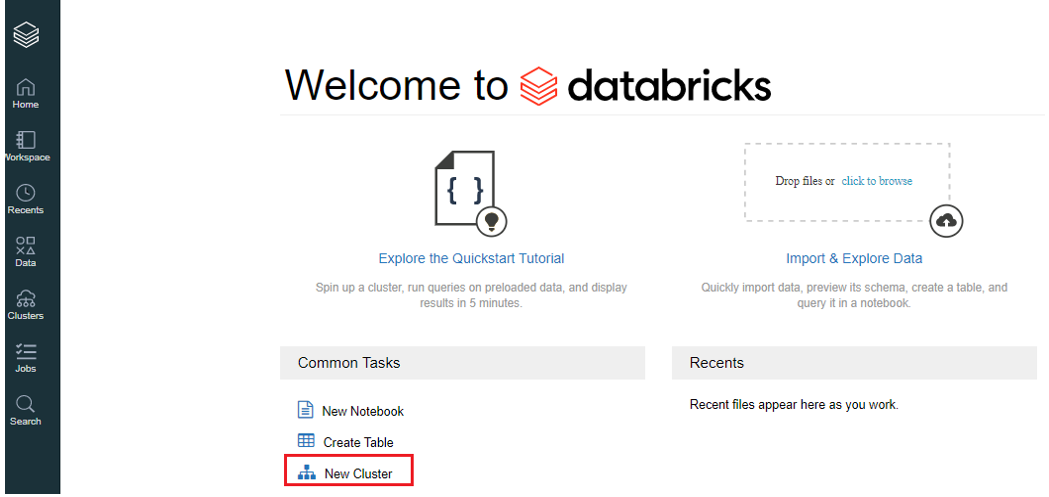 Home
Workspace
Recents
Data
Clusters
Jobs
Search
Welcome to databricks
{ }
Explore the Quickstart Tutorial
Spin up a cluster, run queries on preloaded data, and display
results in 5 minutes.
Drop files or click to browse
Import & Explore Data
Quickly import data, preview its schema, create a table, and
query it in a notebook.
Common Tasks
New Notebook
Create Table
New Cluster
Recents
Recent files appear here as you work.